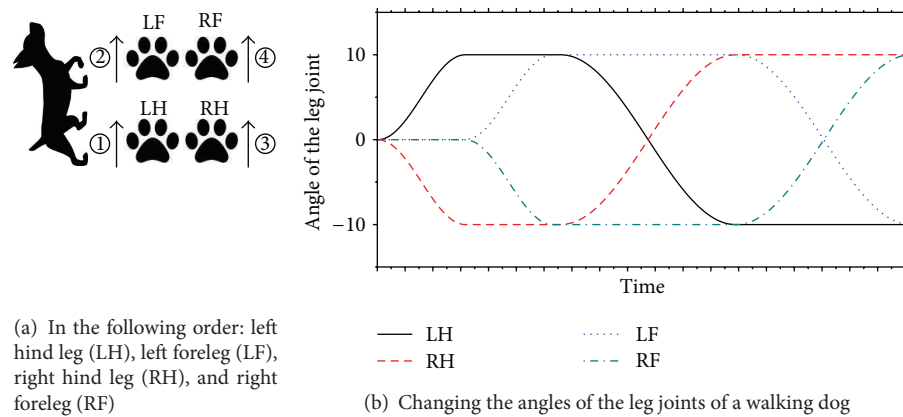 LF RF
② ④
LH RH
① ③
(a) In the following order: left
hind leg (LH), left foreleg (LF),
right hind leg (RH), and right
foreleg (RF)
Angle of the leg joint
10
0
−10
Time
LH LF
RH RF
(b) Changing the angles of the leg joints of a walking dog